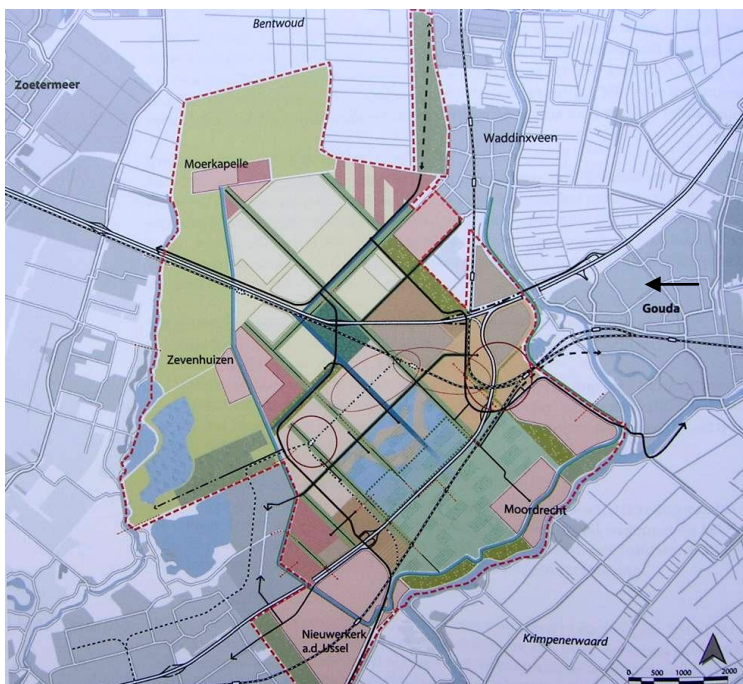 Bentwoud
Zoetermeer
Waddinxveen
Moerkapelle
Gouda
Zevenhuizen
Moordrecht
Nieuwerkerk
a.d. IJssel
Krimpenerwaard
0 500 1000 2000